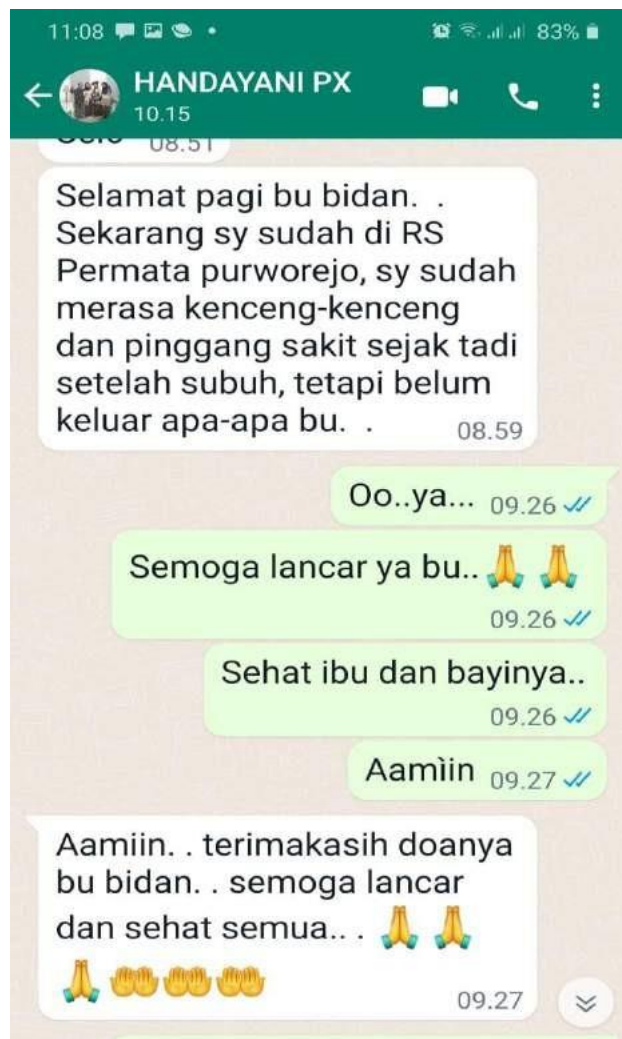 11:08 83%
HANDAYANI PX
10.15
08.51
Selamat pagi bu bidan. .
Sekarang sy sudah di RS
Permata purworejo, sy sudah
merasa kenceng-kenceng
dan pinggang sakit sejak tadi
setelah subuh, tetapi belum
keluar apa-apa bu. . 08.59
Oo..ya... 09.26
Semoga lancar ya bu..🙏🙏
09.26
Sehat ibu dan bayinya..
09.26
Aamìin 09.27
Aamiin. . terimakasih doanya
bu bidan. . semoga lancar
dan sehat semua.. . 🙏🙏
🙏🤲🤲🤲 09.27